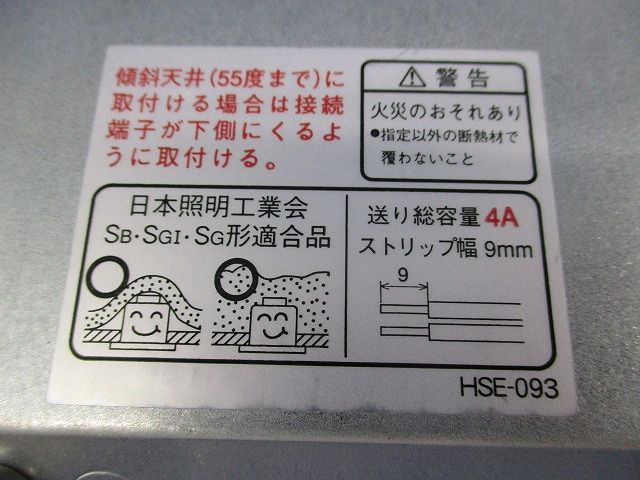 傾斜天井(55度まで)に
取付ける場合は接続
端子が下側にくるよ
うに取付ける。
⚠ 警告
火災のおそれあり
●指定以外の断熱材で
覆わないこと
日本照明工業会
SB・SGI・SG形適合品
送り総容量 4A
ストリップ幅 9mm
9
HSE-093